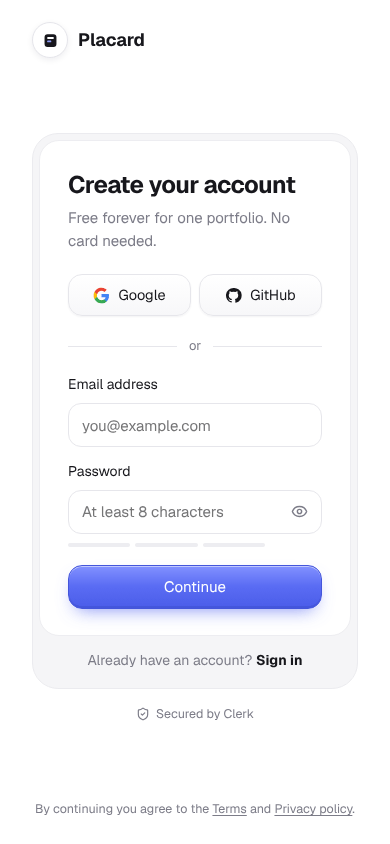 Placard
Create your account
Free forever for one portfolio. No
card needed.
Google
GitHub
or
Email address
you@example.com
Password
At least 8 characters
Continue
Already have an account? Sign in
Secured by Clerk
By continuing you agree to the Terms and Privacy policy.